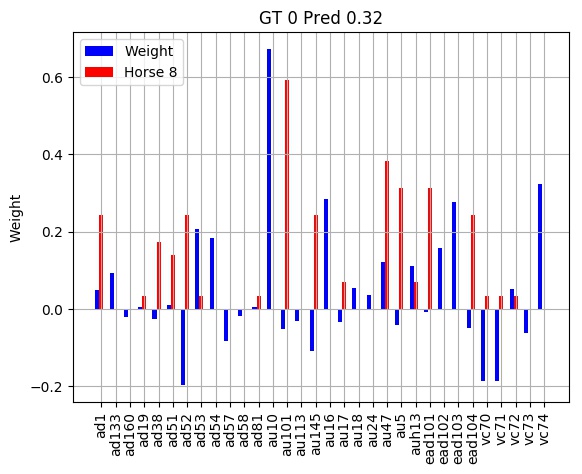 GT 0 Pred 0.32
Weight
Horse 8
Weight
0.6
0.4
0.2
0.0
−0.2
ad1
ad133
ad160
ad19
ad38
ad51
ad52
ad53
ad54
ad57
ad58
ad81
au10
au101
au113
au145
au16
au17
au18
au24
au47
au5
auh13
ead101
ead102
ead103
ead104
vc70
vc71
vc72
vc73
vc74